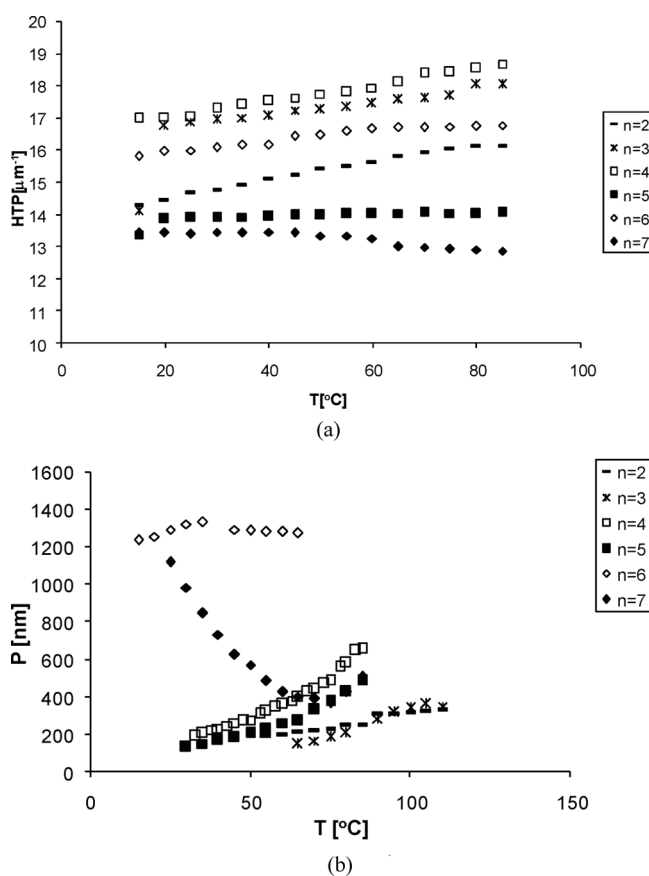 20
19
18
17
16
15
14
13
12
11
10
HTP[μm⁻¹]
0
20
40
60
80
100
T[°C]
n=2
n=3
n=4
n=5
n=6
n=7
(a)
1600
1400
1200
1000
800
600
400
200
0
P [nm]
0
50
100
150
T [°C]
n=2
n=3
n=4
n=5
n=6
n=7
(b)